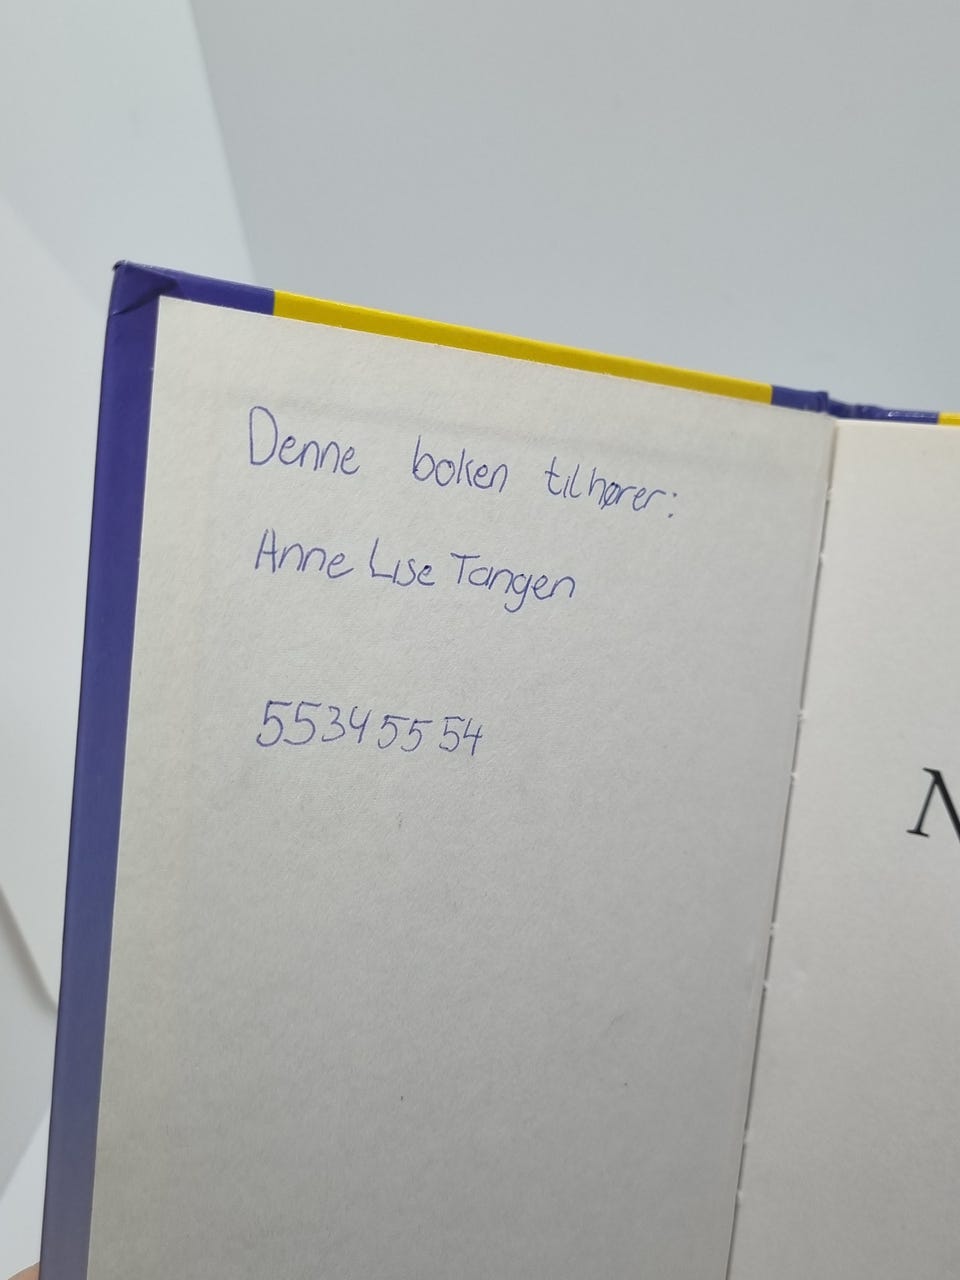 Denne boken tilhører:
Anne Lise Tangen
55345554
N